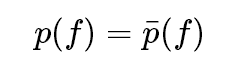 p(f) = p̄(f)